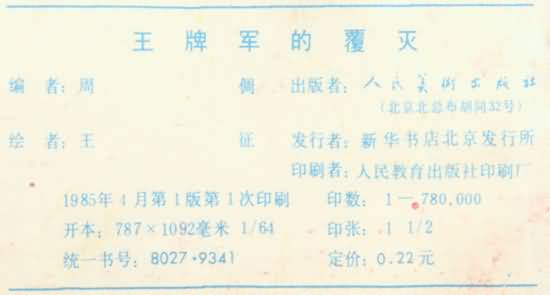 王牌军的覆灭
编 者：周 倜 出版者：人民美術出版社
（北京北总布胡同32号）
绘 者：王 征 发行者：新华书店北京发行所
印刷者：人民教育出版社印刷厂
1985年4月第1版第1次印刷 印数：1—780,000
开本：787×1092毫米 1/64 印张：1 1/2
统一书号：8027·9341 定价：0.22元